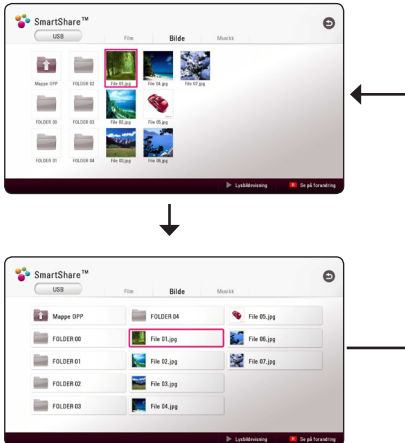 SmartShare™
USB
Film
Bilde
Musikk
Mappe OPP
FOLDER 02
File 01.jpg
File 04.jpg
File 07.jpg
FOLDER 00
FOLDER 03
File 02.jpg
File 05.jpg
FOLDER 01
FOLDER 04
File 03.jpg
File 06.jpg
Lysbildevisning
Se på forandring
SmartShare™
USB
Film
Bilde
Musikk
Mappe OPP
FOLDER 04
File 05.jpg
FOLDER 00
File 01.jpg
File 06.jpg
FOLDER 01
File 02.jpg
File 07.jpg
FOLDER 02
File 03.jpg
FOLDER 03
File 04.jpg
Lysbildevisning
Se på forandring